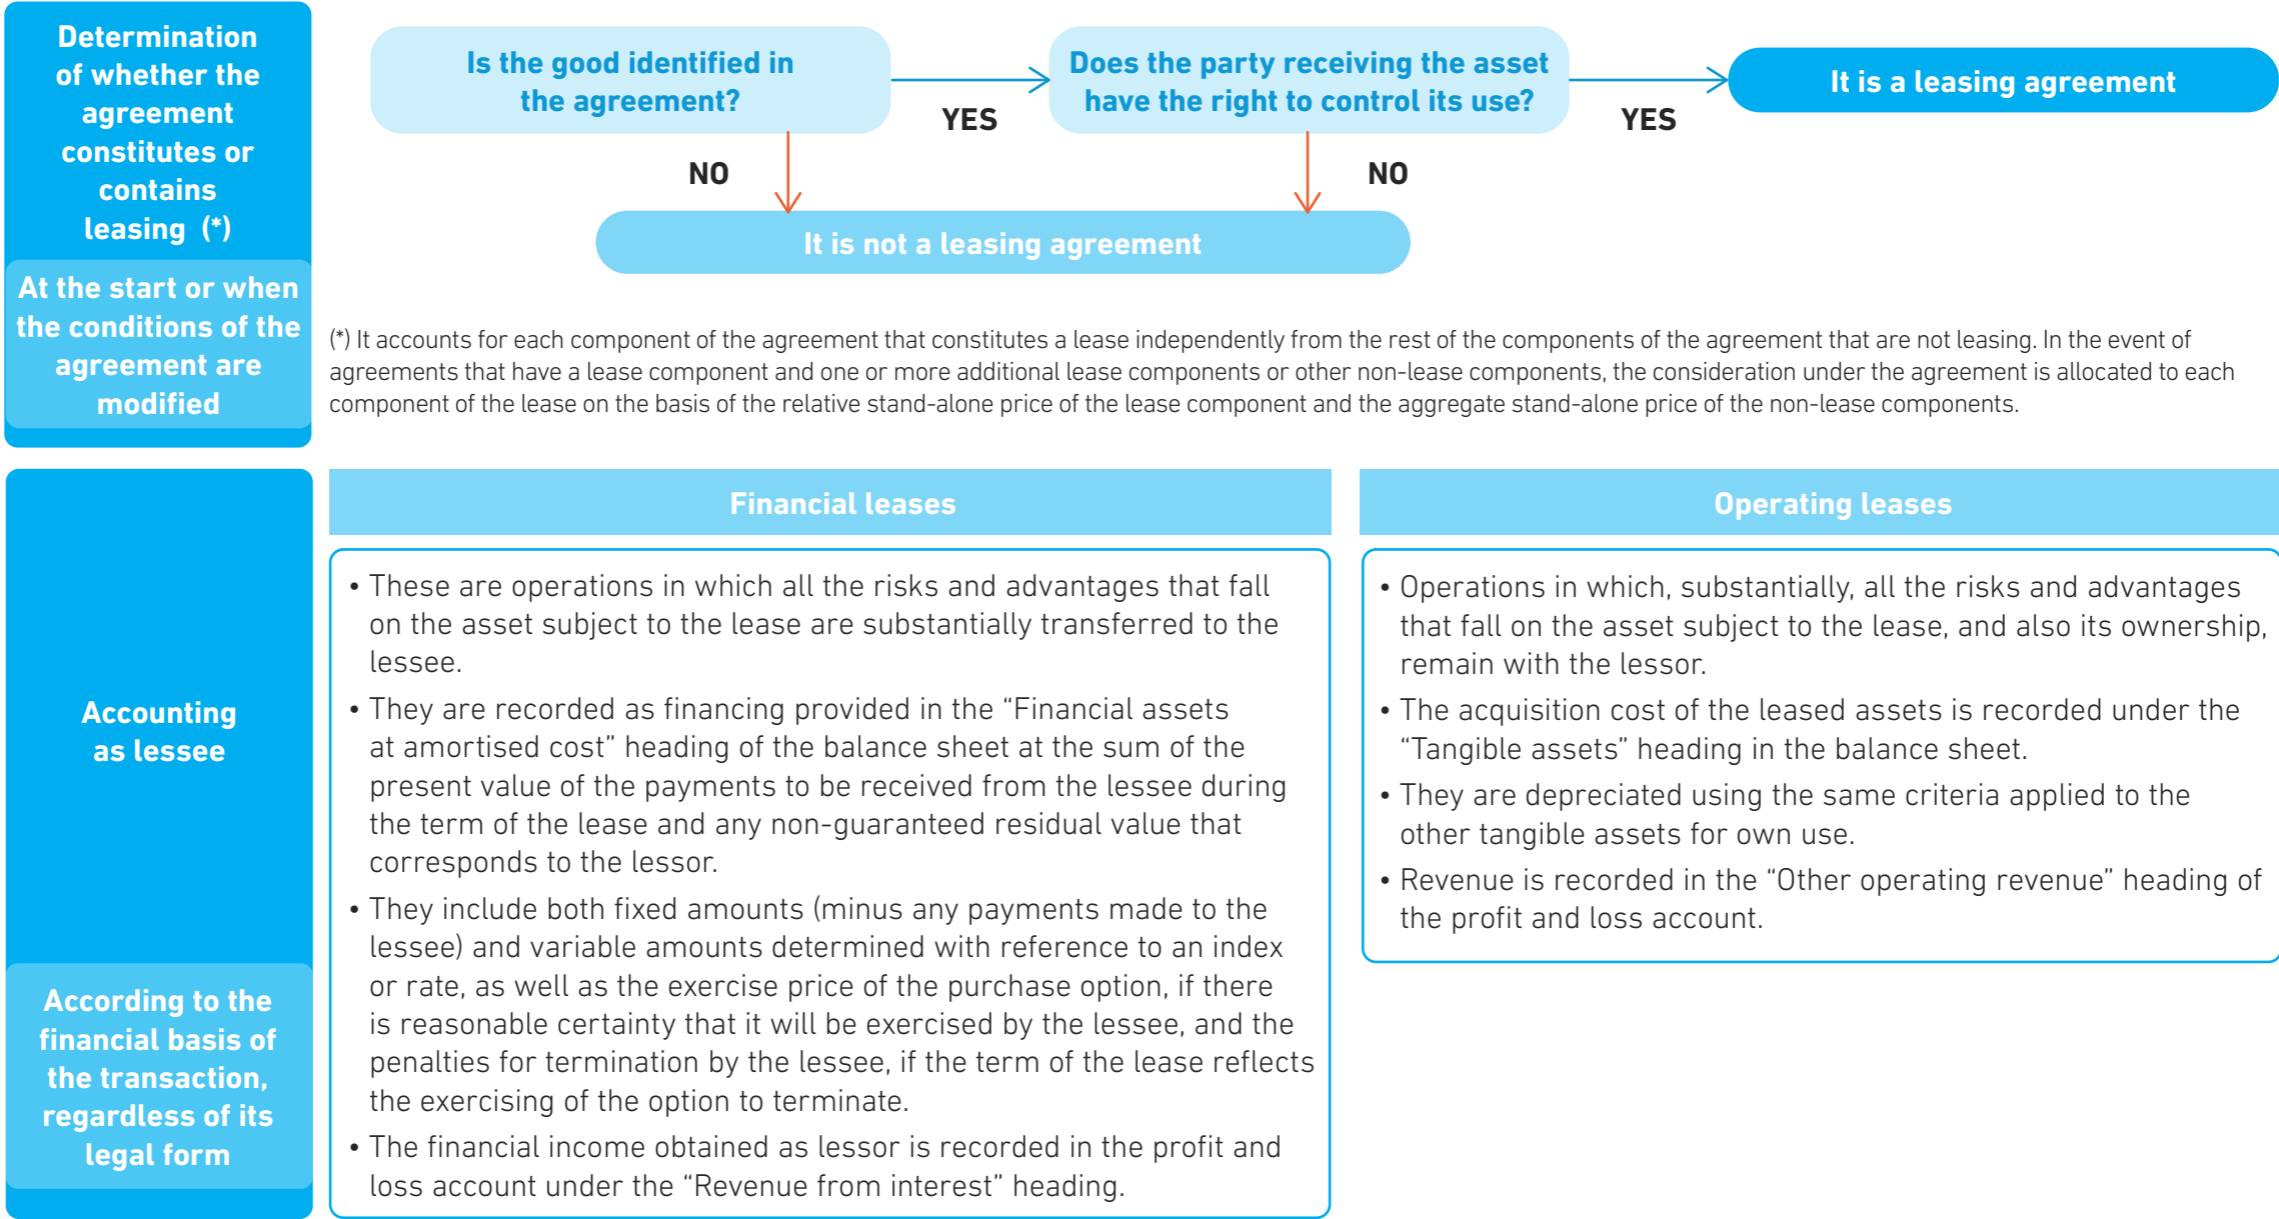 Determination
of whether the
agreement
constitutes or
contains
leasing (*)
At the start or when
the conditions of the
agreement are
modified
Is the good identified in
the agreement?
YES
NO
Does the party receiving the asset
have the right to control its use?
YES
NO
It is a leasing agreement
It is not a leasing agreement
(*) It accounts for each component of the agreement that constitutes a lease independently from the rest of the components of the agreement that are not leasing. In the event of
agreements that have a lease component and one or more additional lease components or other non-lease components, the consideration under the agreement is allocated to each
component of the lease on the basis of the relative stand-alone price of the lease component and the aggregate stand-alone price of the non-lease components.
Accounting
as lessee
According to the
financial basis of
the transaction,
regardless of its
legal form
Financial leases
• These are operations in which all the risks and advantages that fall
on the asset subject to the lease are substantially transferred to the
lessee.
• They are recorded as financing provided in the “Financial assets
at amortised cost” heading of the balance sheet at the sum of the
present value of the payments to be received from the lessee during
the term of the lease and any non-guaranteed residual value that
corresponds to the lessor.
• They include both fixed amounts (minus any payments made to the
lessee) and variable amounts determined with reference to an index
or rate, as well as the exercise price of the purchase option, if there
is reasonable certainty that it will be exercised by the lessee, and the
penalties for termination by the lessee, if the term of the lease reflects
the exercising of the option to terminate.
• The financial income obtained as lessor is recorded in the profit and
loss account under the “Revenue from interest” heading.
Operating leases
• Operations in which, substantially, all the risks and advantages
that fall on the asset subject to the lease, and also its ownership,
remain with the lessor.
• The acquisition cost of the leased assets is recorded under the
“Tangible assets” heading in the balance sheet.
• They are depreciated using the same criteria applied to the
other tangible assets for own use.
• Revenue is recorded in the “Other operating revenue” heading of
the profit and loss account.